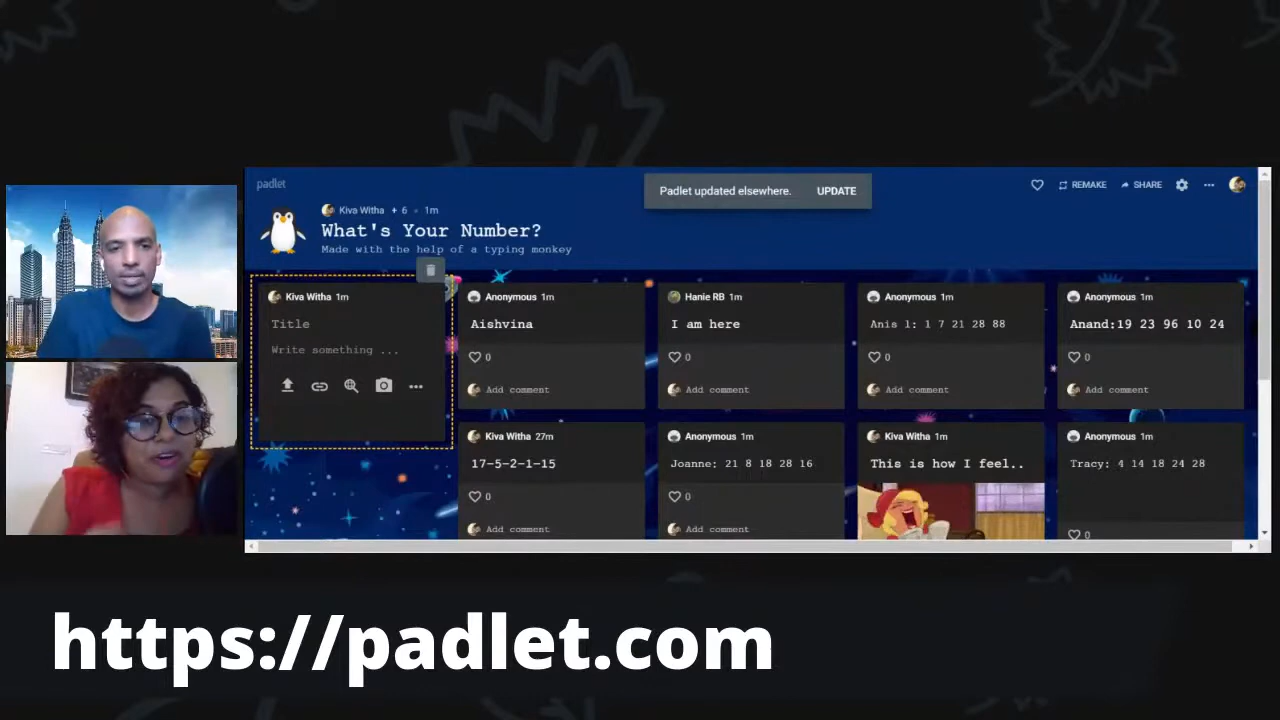 padlet
Padlet updated elsewhere. UPDATE
REMAKE SHARE
Kiva Witha + 6 • 1m
What's Your Number?
Made with the help of a typing monkey
Kiva Witha 1m
Title
Write something ...
Anonymous 1m
Aishvina
0
Add comment
Hanie RB 1m
I am here
0
Add comment
Anonymous 1m
Anis 1: 1 7 21 28 88
0
Add comment
Anonymous 1m
Anand:19 23 96 10 24
0
Add comment
Kiva Witha 27m
17-5-2-1-15
0
Add comment
Anonymous 1m
Joanne: 21 8 18 28 16
0
Add comment
Kiva Witha 1m
This is how I feel..
Anonymous 1m
Tracy: 4 14 18 24 28
0
https://padlet.com